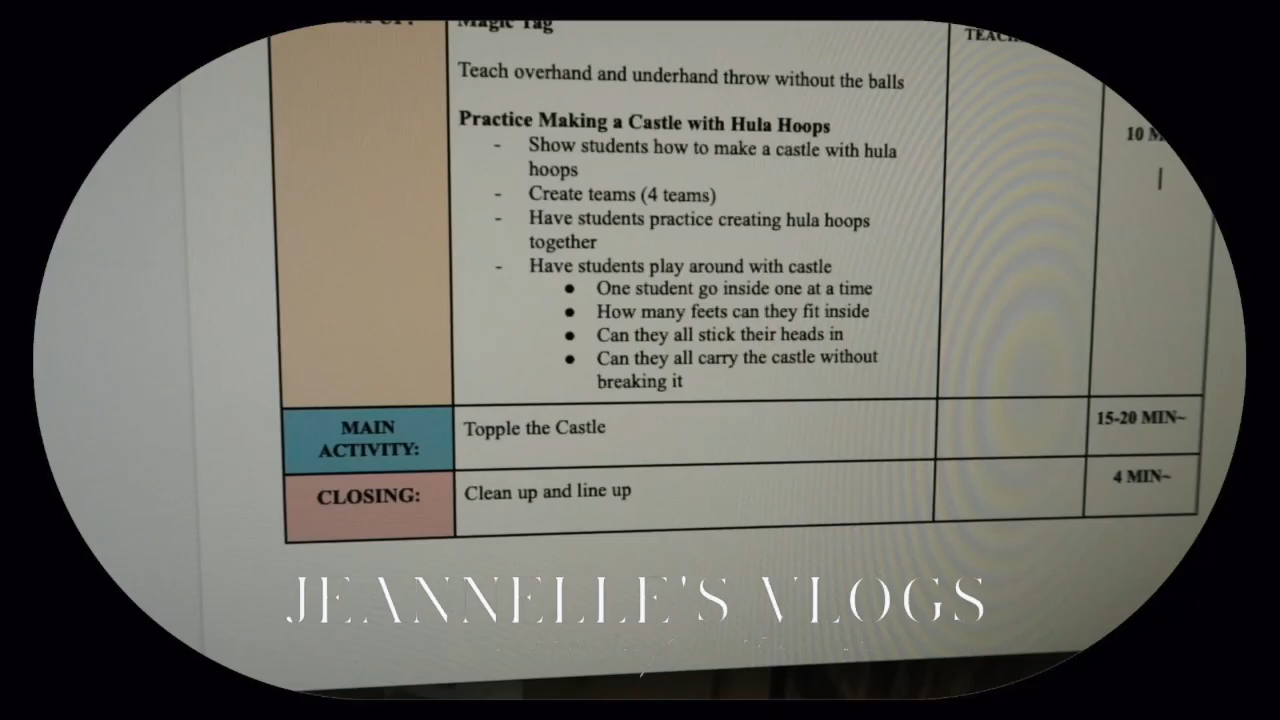 Magic Tag
Teach overhand and underhand throw without the balls
Practice Making a Castle with Hula Hoops
- Show students how to make a castle with hula
hoops
- Create teams (4 teams)
- Have students practice creating hula hoops
together
- Have students play around with castle
● One student go inside one at a time
● How many feets can they fit inside
● Can they all stick their heads in
● Can they all carry the castle without
breaking it
10
MAIN
ACTIVITY:
Topple the Castle
15-20 MIN~
CLOSING:
Clean up and line up
4 MIN~
JEANNELLE'S VLOGS